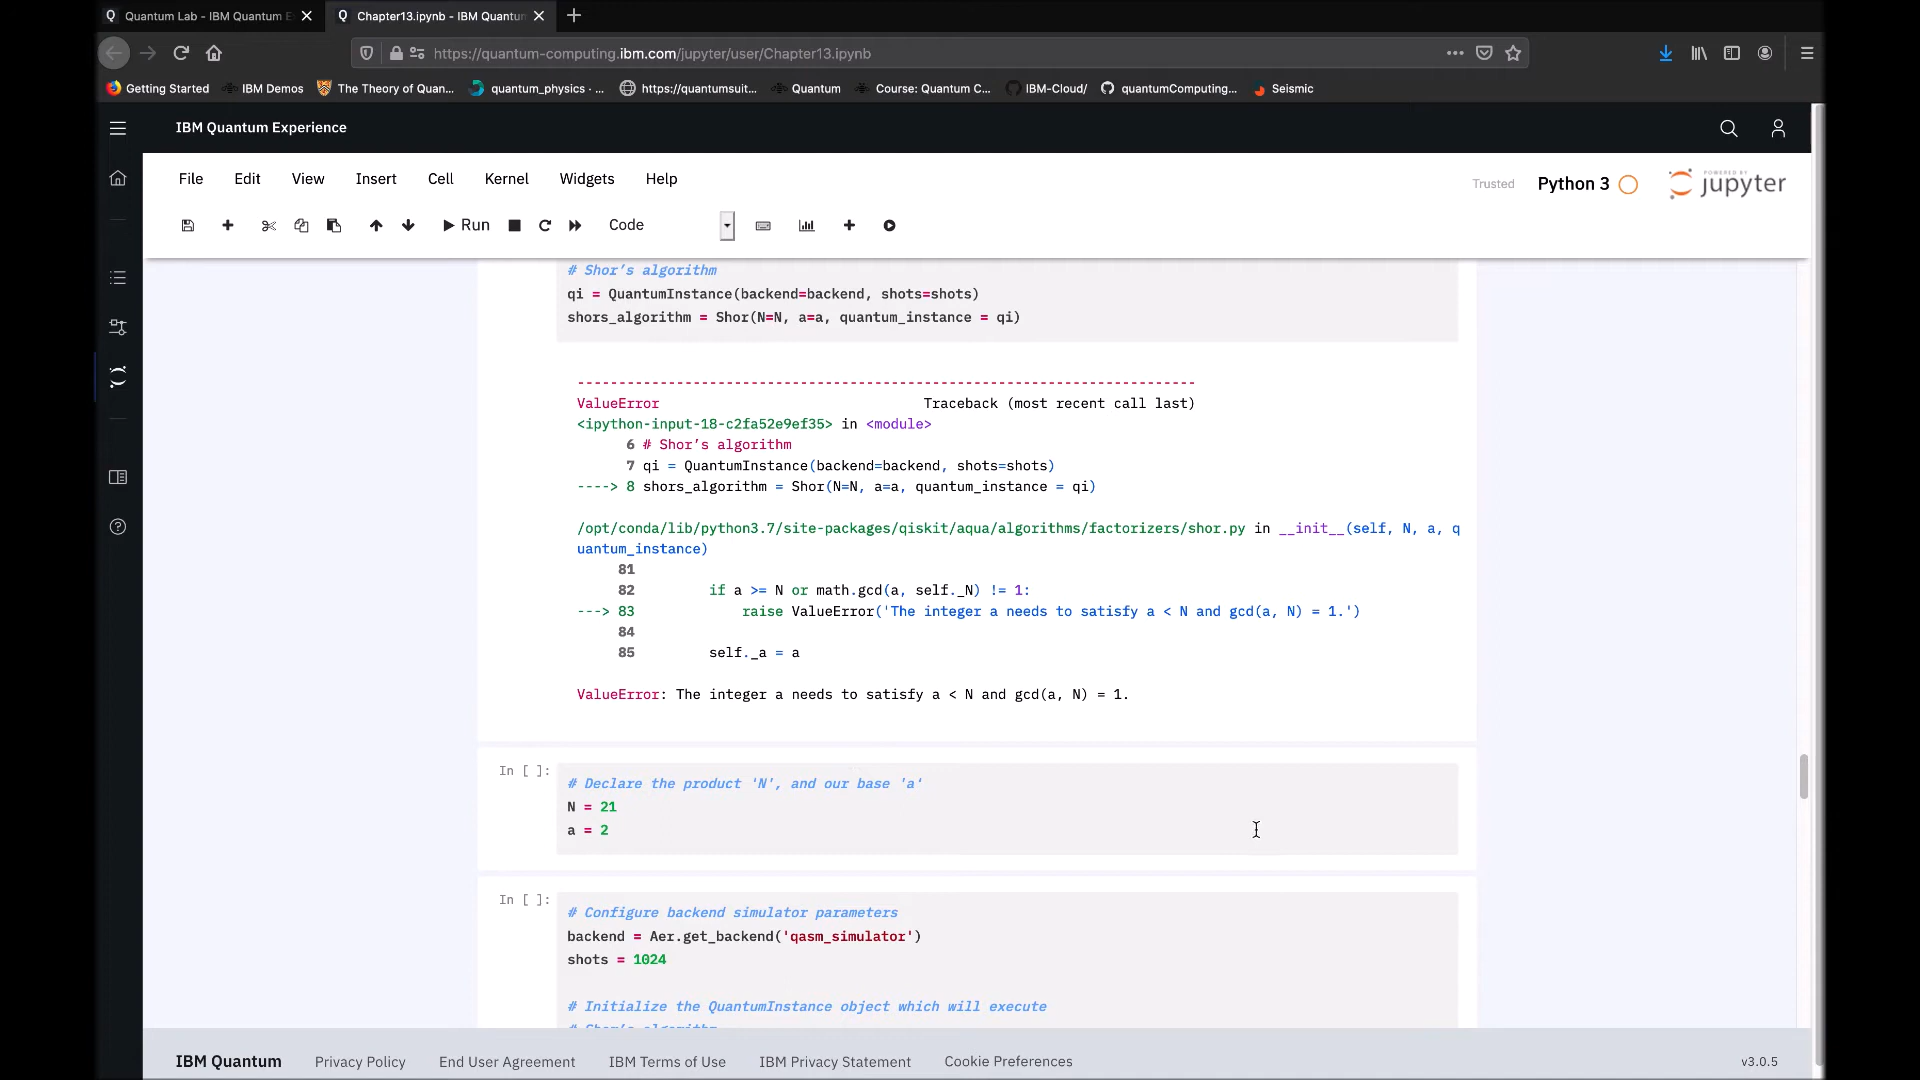 Quantum Lab - IBM Quantum E
Chapter13.ipynb - IBM Quantum
https://quantum-computing.ibm.com/jupyter/user/Chapter13.ipynb
Getting Started
IBM Demos
The Theory of Quan...
quantum_physics - ...
https://quantumsuit...
Quantum
Course: Quantum C...
IBM-Cloud/
quantumComputing...
Seismic
IBM Quantum Experience
File Edit View Insert Cell Kernel Widgets Help
Trusted
Python 3
POWERED BY
jupyter
Run
Code
# Shor’s algorithm
qi = QuantumInstance(backend=backend, shots=shots)
shors_algorithm = Shor(N=N, a=a, quantum_instance = qi)
---------------------------------------------------------------------------
ValueError Traceback (most recent call last)
<ipython-input-18-c2fa52e9ef35> in <module>
6 # Shor’s algorithm
7 qi = QuantumInstance(backend=backend, shots=shots)
----> 8 shors_algorithm = Shor(N=N, a=a, quantum_instance = qi)
/opt/conda/lib/python3.7/site-packages/qiskit/aqua/algorithms/factorizers/shor.py in __init__(self, N, a, q
uantum_instance)
81
82 if a >= N or math.gcd(a, self._N) != 1:
---> 83 raise ValueError('The integer a needs to satisfy a < N and gcd(a, N) = 1.')
84
85 self._a = a
ValueError: The integer a needs to satisfy a < N and gcd(a, N) = 1.
In [ ]:
# Declare the product 'N', and our base 'a'
N = 21
a = 2
In [ ]:
# Configure backend simulator parameters
backend = Aer.get_backend('qasm_simulator')
shots = 1024
# Initialize the QuantumInstance object which will execute
# Shor’s algorithm
IBM Quantum
Privacy Policy
End User Agreement
IBM Terms of Use
IBM Privacy Statement
Cookie Preferences
v3.0.5